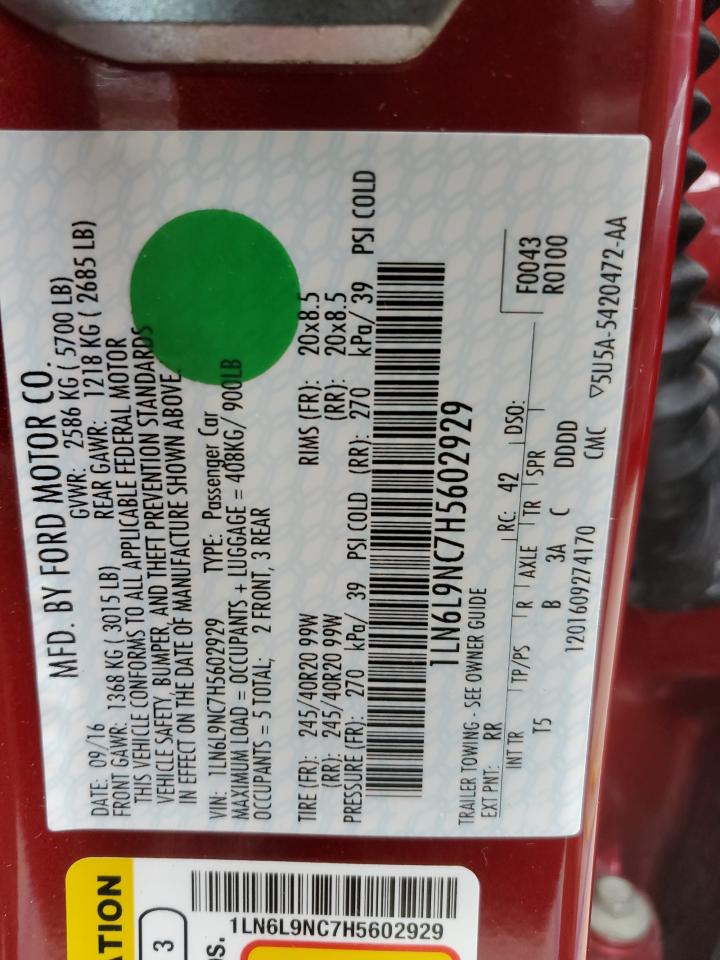 MFD. BY FORD MOTOR CO.
DATE: 09/16 GVWR: 2586 KG ( 5700 LB)
FRONT GAWR: 1368 KG ( 3015 LB) REAR GAWR: 1218 KG ( 2685 LB)
THIS VEHICLE CONFORMS TO ALL APPLICABLE FEDERAL MOTOR
VEHICLE SAFETY, BUMPER, AND THEFT PREVENTION STANDARDS
IN EFFECT ON THE DATE OF MANUFACTURE SHOWN ABOVE.
VIN: 1LN6L9NC7H5602929 TYPE: Passenger Car
MAXIMUM LOAD = OCCUPANTS + LUGGAGE = 408KG/ 900LB
OCCUPANTS = 5 TOTAL; 2 FRONT, 3 REAR
TIRE (FR): 245/40R20 99W RIMS (FR): 20x8.5
(RR): 245/40R20 99W (RR): 20x8.5
PRESSURE (FR): 270 kPa/ 39 PSI COLD (RR): 270 kPa/ 39 PSI COLD
1LN6L9NC7H5602929
TRAILER TOWING - SEE OWNER GUIDE
EXT PNT: RR RC: 42 DSO: F0043
R0100
INT TR TP/PS R AXLE TR SPR
T5 B 3A C DDDD
1201609274170 CMC ▽5U5A-5420472-AA
ATION
3
os.
1LN6L9NC7H5602929